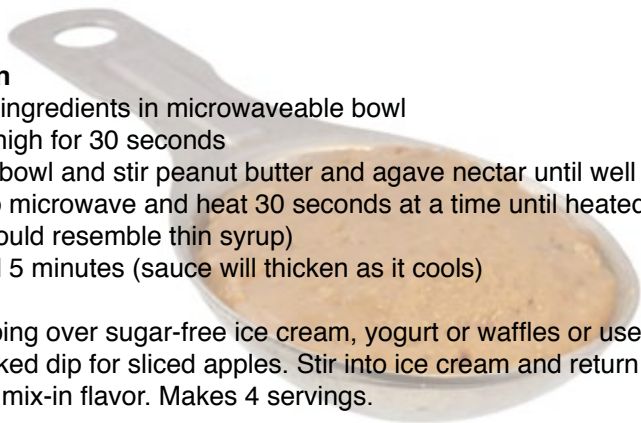 n
ingredients in microwaveable bowl
high for 30 seconds
bowl and stir peanut butter and agave nectar until well
microwave and heat 30 seconds at a time until heated
ould resemble thin syrup)
5 minutes (sauce will thicken as it cools)
ping over sugar-free ice cream, yogurt or waffles or use
ked dip for sliced apples. Stir into ice cream and return
mix-in flavor. Makes 4 servings.